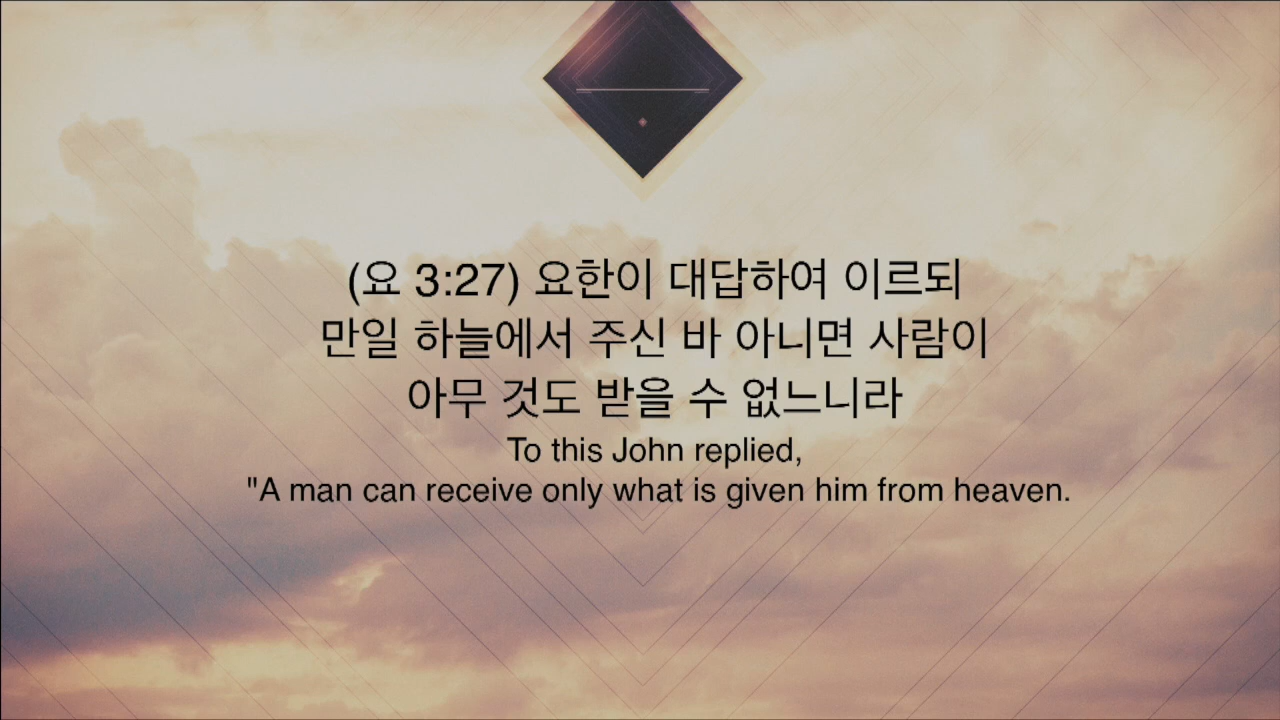 (요 3:27) 요한이 대답하여 이르되
만일 하늘에서 주신 바 아니면 사람이
아무 것도 받을 수 없느니라
To this John replied,
"A man can receive only what is given him from heaven.